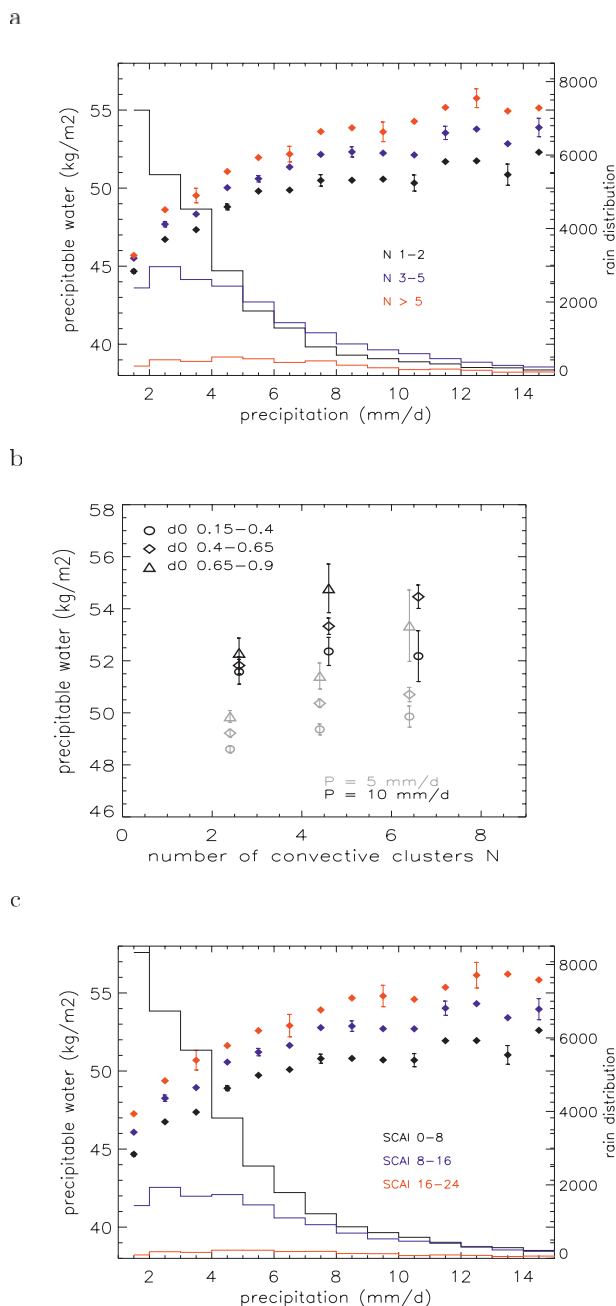 a
8000
55
precipitable water (kg/m2)
6000
50
rain distribution
4000
N 1−2
45
N 3−5
2000
N > 5
40
0
2 4 6 8 10 12 14
precipitation (mm/d)
b
58
d0 0.15−0.4
d0 0.4−0.65
56
d0 0.65−0.9
precipitable water (kg/m2)
54
52
50
48
P = 5 mm/d
P = 10 mm/d
46
0 2 4 6 8
number of convective clusters N
c
8000
55
precipitable water (kg/m2)
6000
50
rain distribution
4000
SCAI 0−8
45
SCAI 8−16
2000
SCAI 16−24
40
0
2 4 6 8 10 12 14
precipitation (mm/d)